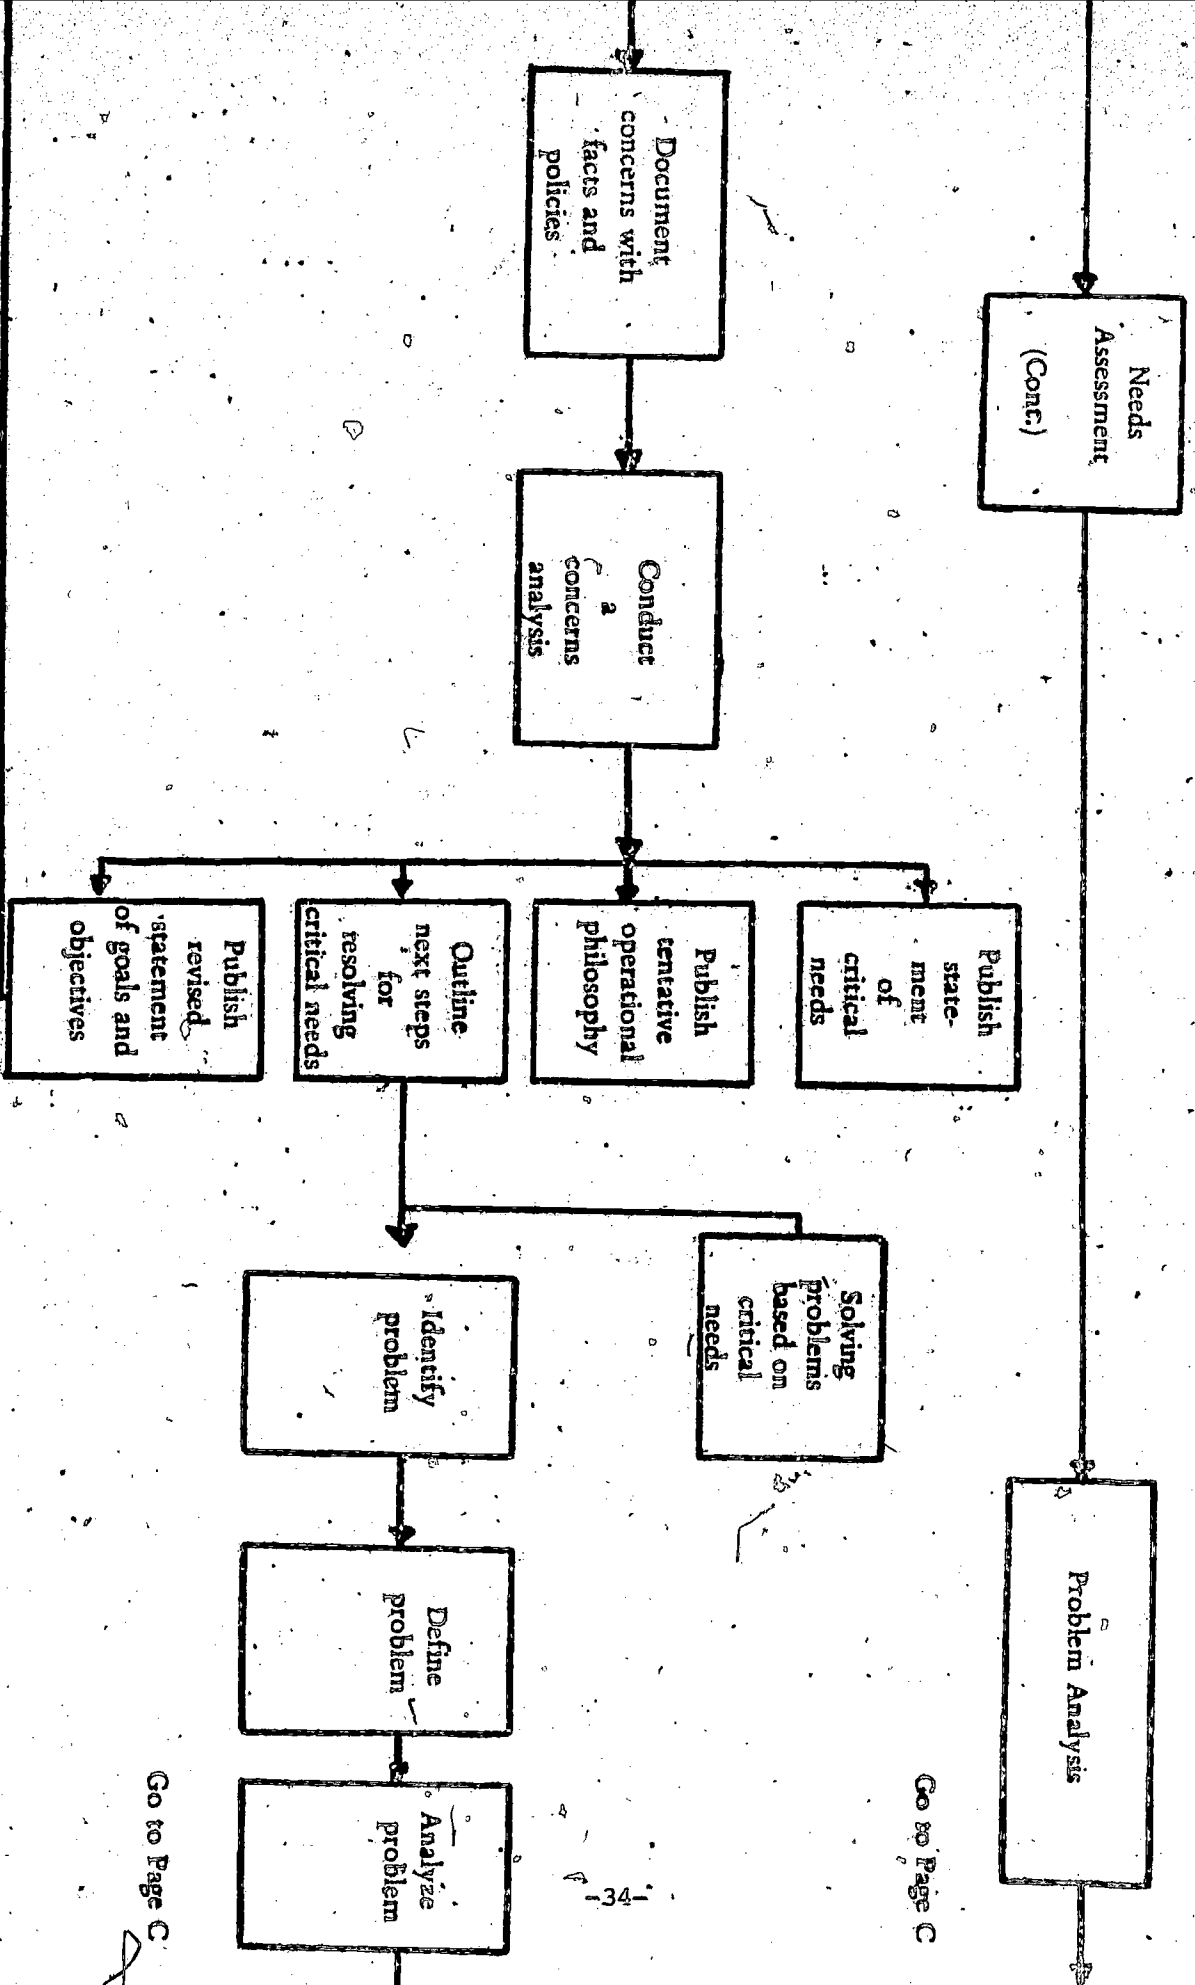 Needs
Assessment
(Conc.)
Problem Analysis
Go to Page C
Document
concerns with
facts and
policies
Conduct
a
concerns
analysis
Publish
state-
ment
of
critical
needs
Publish
tentative
operational
philosophy
Outline
next steps
for
resolving
critical needs
Publish
revised
statement
of goals and
objectives
Solving
problems
based on
critical
needs
Identify
problem
Define
problem
Analyze
problem
Go to Page C
-34-